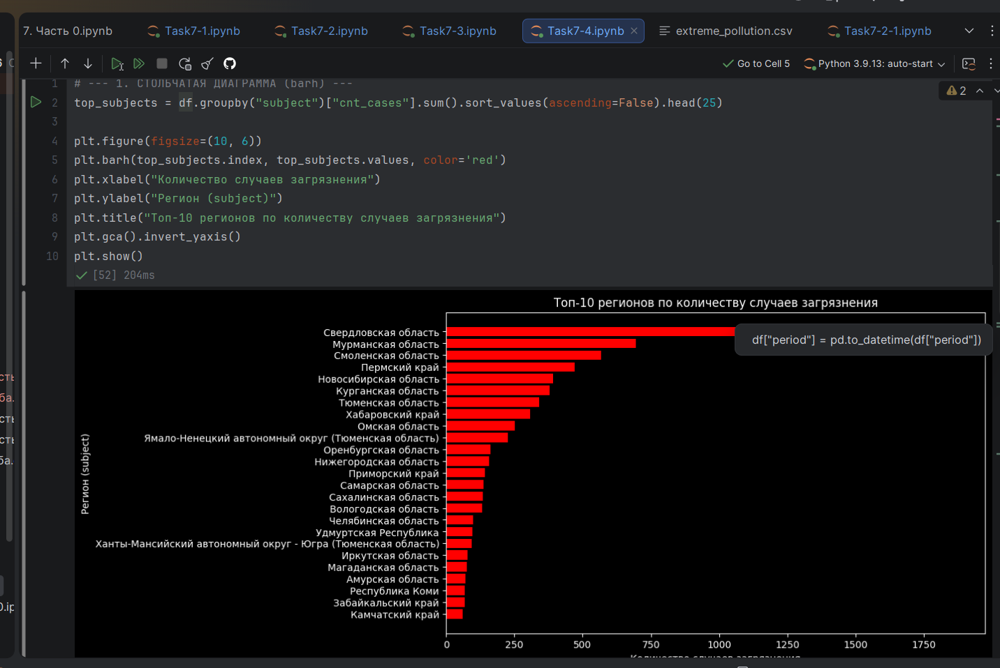 7. Часть 0.ipynb
Task7-1.ipynb
Task7-2.ipynb
Task7-3.ipynb
Task7-4.ipynb
extreme_pollution.csv
Task7-2-1.ipynb
Go to Cell 5
Python 3.9.13: auto-start
1 # --- 1. СТОЛБЧАТАЯ ДИАГРАММА (barh) ---
2
2 top_subjects = df.groupby("subject")["cnt_cases"].sum().sort_values(ascending=False).head(25)
3
4 plt.figure(figsize=(10, 6))
5 plt.barh(top_subjects.index, top_subjects.values, color='red')
6 plt.xlabel("Количество случаев загрязнения")
7 plt.ylabel("Регион (subject)")
8 plt.title("Топ-10 регионов по количеству случаев загрязнения")
9 plt.gca().invert_yaxis()
10 plt.show()
[52] 204ms
Топ-10 регионов по количеству случаев загрязнения
Свердловская область
df["period"] = pd.to_datetime(df["period"])
Мурманская область
Смоленская область
Пермский край
Новосибирская область
Курганская область
Тюменская область
Хабаровский край
Омская область
Ямало-Ненецкий автономный округ (Тюменская область)
Оренбургская область
Нижегородская область
Приморский край
Самарская область
Сахалинская область
Вологодская область
Челябинская область
Удмуртская Республика
Ханты-Мансийский автономный округ - Югра (Тюменская область)
Иркутская область
Магаданская область
Амурская область
Республика Коми
Забайкальский край
Камчатский край
Регион (subject)
0 250 500 750 1000 1250 1500 1750
Количество случаев загрязнения